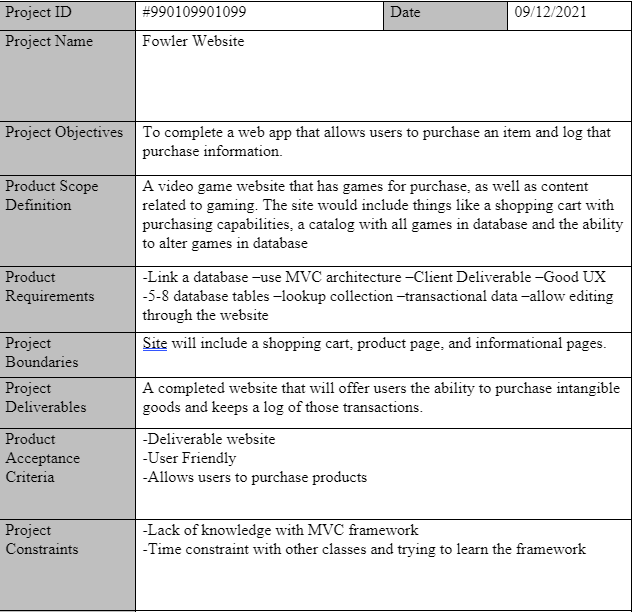 Project ID #990109901099 Date 09/12/2021
Project Name Fowler Website
Project Objectives To complete a web app that allows users to purchase an item and log that
purchase information.
Product Scope A video game website that has games for purchase, as well as content
Definition related to gaming. The site would include things like a shopping cart with
purchasing capabilities, a catalog with all games in database and the ability
to alter games in database
Product -Link a database –use MVC architecture –Client Deliverable –Good UX
Requirements -5-8 database tables –lookup collection –transactional data –allow editing
through the website
Project Site will include a shopping cart, product page, and informational pages.
Boundaries
Project A completed website that will offer users the ability to purchase intangible
Deliverables goods and keeps a log of those transactions.
Product -Deliverable website
Acceptance -User Friendly
Criteria -Allows users to purchase products
Project -Lack of knowledge with MVC framework
Constraints -Time constraint with other classes and trying to learn the framework